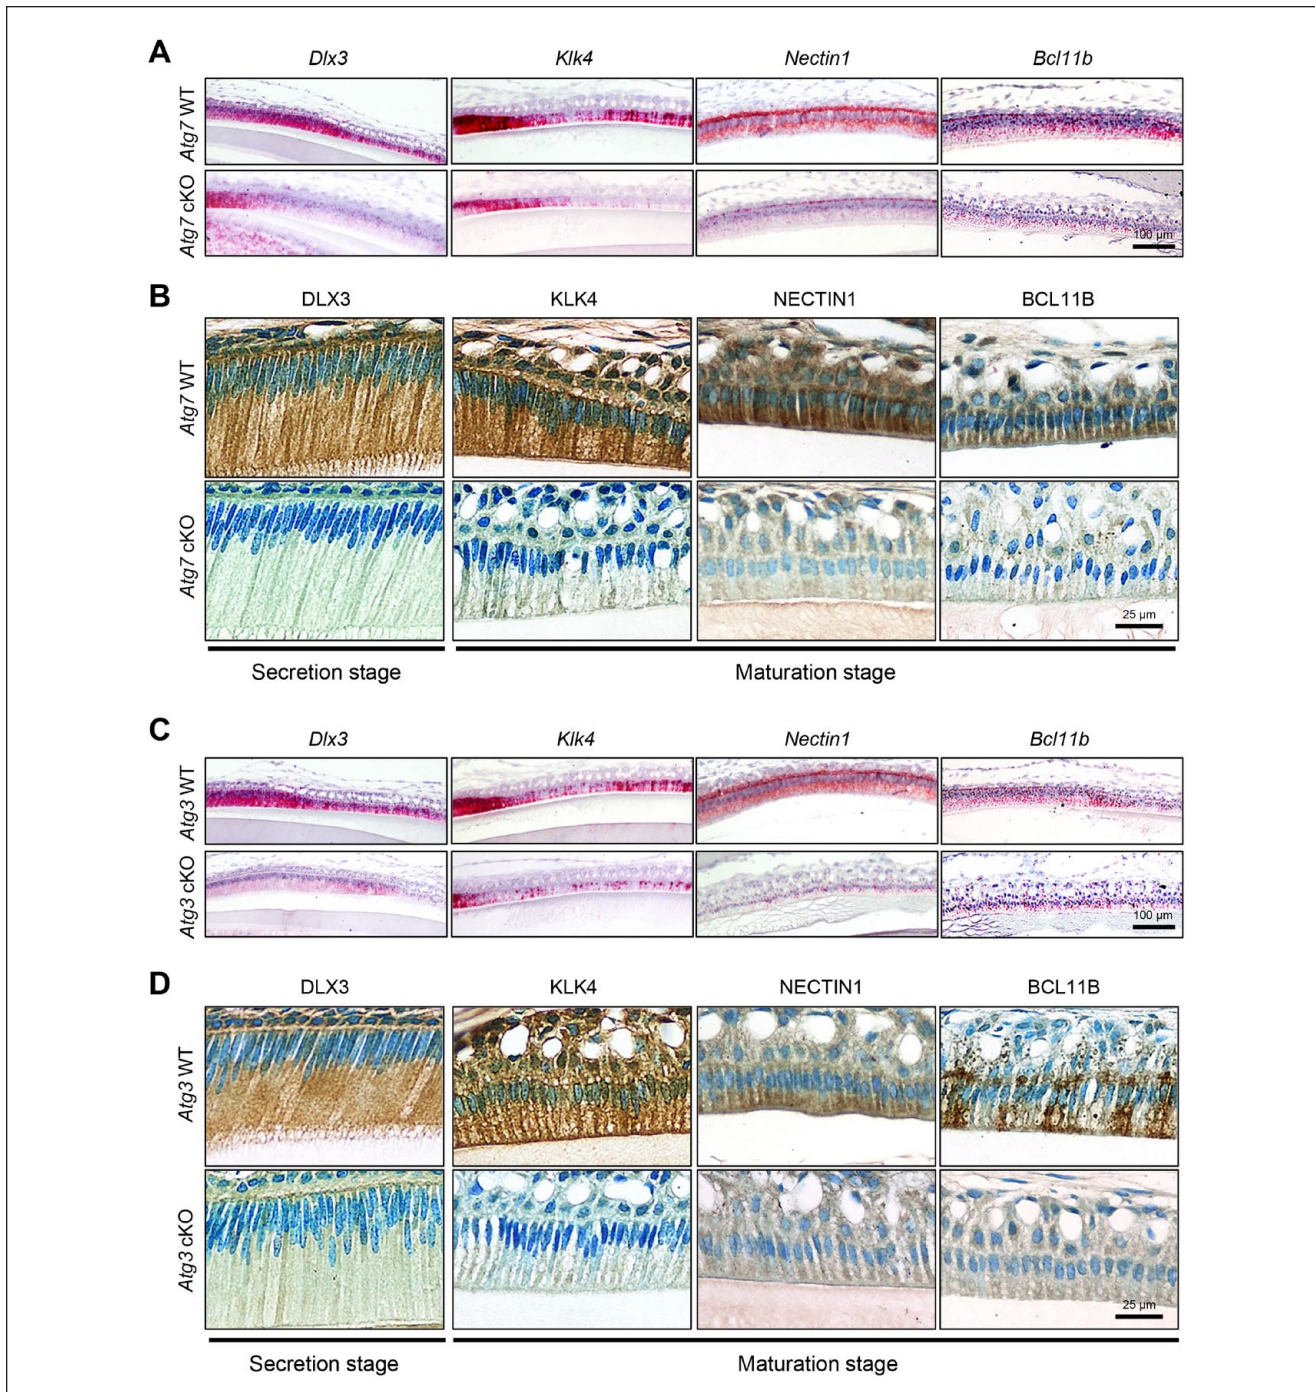 A
Dlx3 Klk4 Nectin1 Bcl11b
Atg7 WT
Atg7 cKO
100 µm
B
DLX3 KLK4 NECTIN1 BCL11B
Atg7 WT
Atg7 cKO
25 µm
Secretion stage Maturation stage
C
Dlx3 Klk4 Nectin1 Bcl11b
Atg3 WT
Atg3 cKO
100 µm
D
DLX3 KLK4 NECTIN1 BCL11B
Atg3 WT
Atg3 cKO
25 µm
Secretion stage Maturation stage